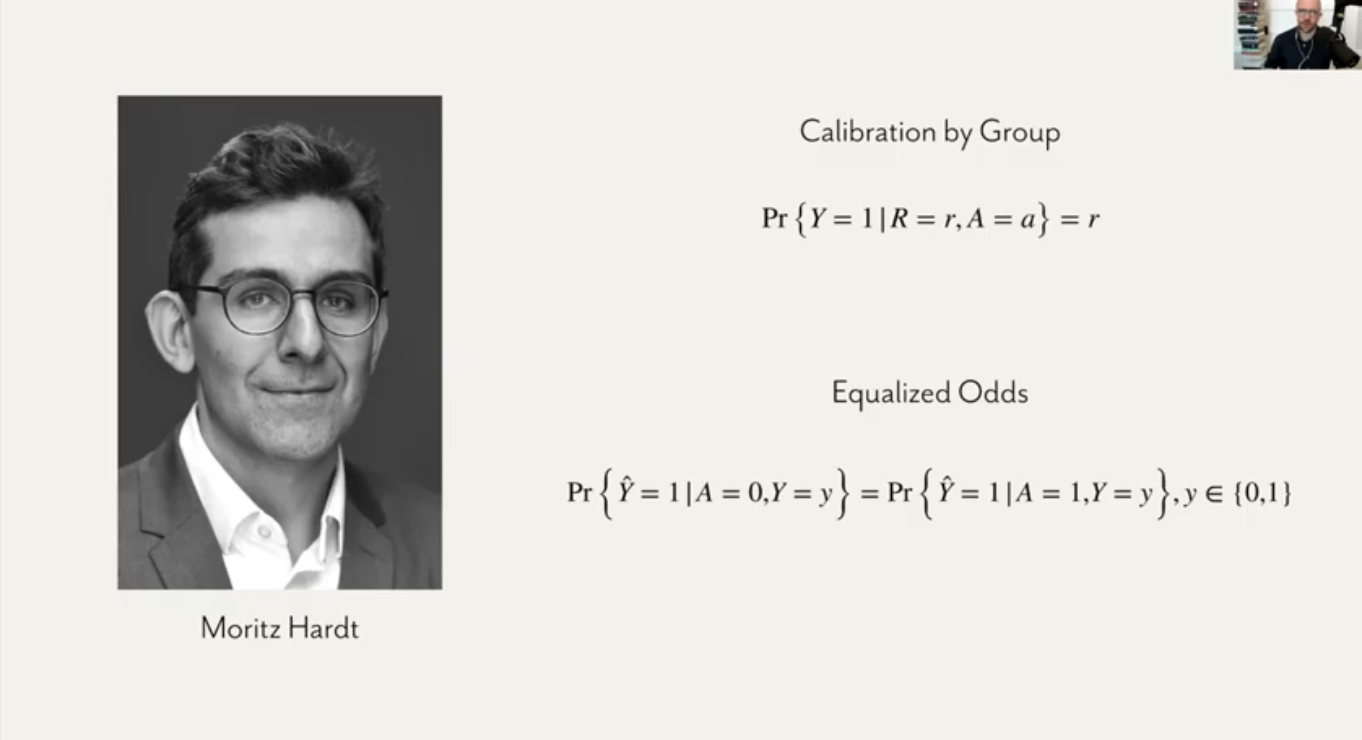 Calibration by Group
Pr {Y = 1 | R = r, A = a} = r
Equalized Odds
Pr {Ŷ = 1 | A = 0,Y = y} = Pr {Ŷ = 1 | A = 1,Y = y}, y ∈ {0,1}
Moritz Hardt